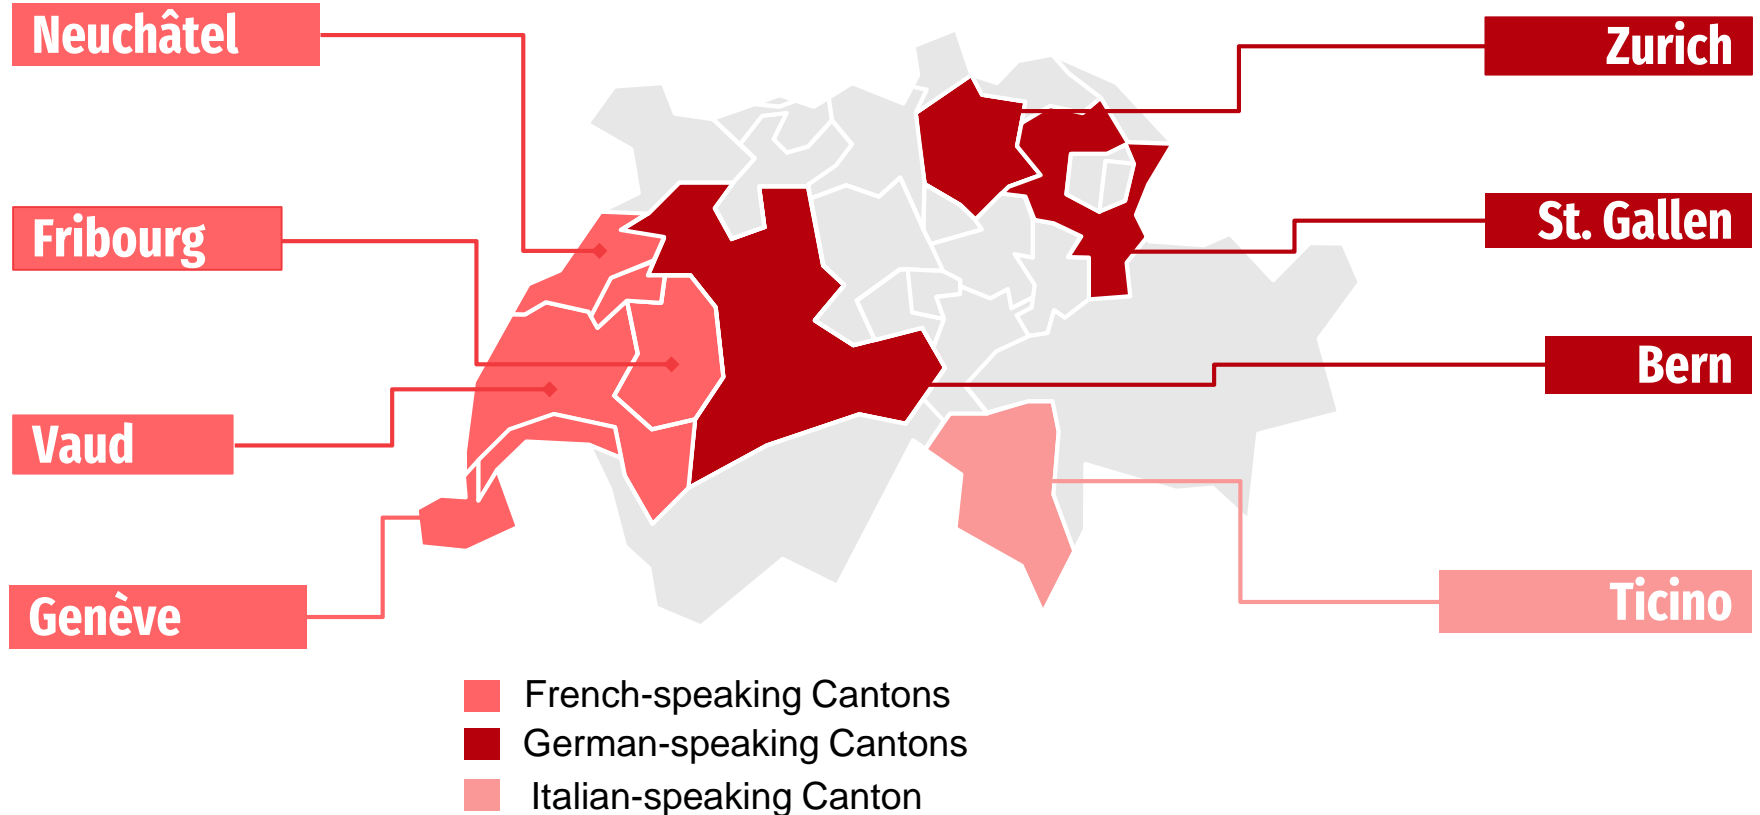 Neuchâtel
Zurich
Fribourg
St. Gallen
Bern
Vaud
Genève
Ticino
French-speaking Cantons
German-speaking Cantons
Italian-speaking Canton